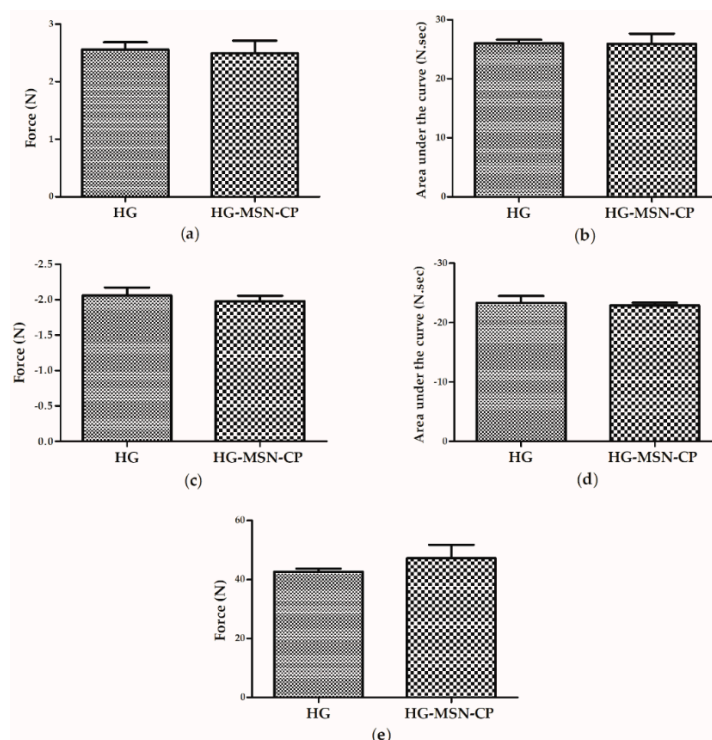 3
2
1
0
Force (N)
HG
HG-MSN-CP
(a)
30
20
10
0
Area under the curve (N.sec)
HG
HG-MSN-CP
(b)
-2.5
-2.0
-1.5
-1.0
-0.5
0.0
Force (N)
HG
HG-MSN-CP
(c)
-30
-20
-10
0
Area under the curve (N.sec)
HG
HG-MSN-CP
(d)
60
40
20
0
Force (N)
HG
HG-MSN-CP
(e)